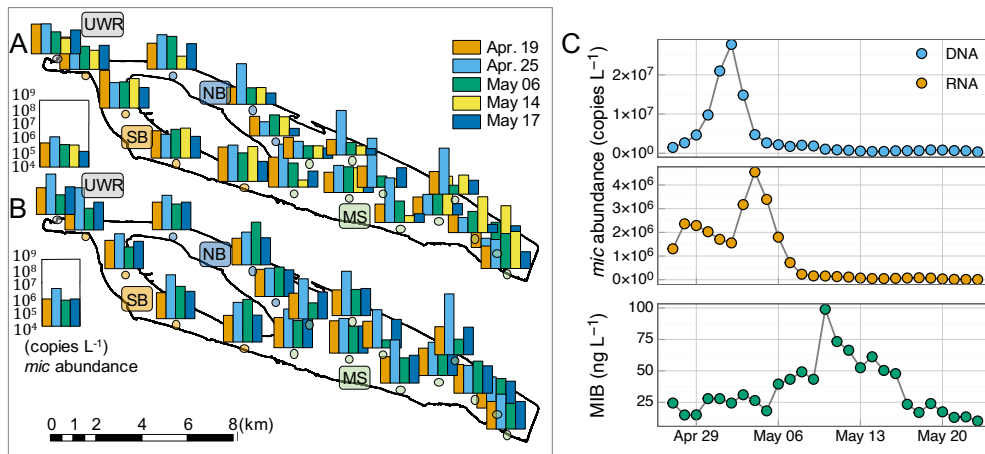 A
UWR
NB
SB
MS
Apr. 19
Apr. 25
May 06
May 14
May 17
10⁹
10⁸
10⁷
10⁶
10⁵
10⁴
B
UWR
NB
SB
MS
10⁹
10⁸
10⁷
10⁶
10⁵
10⁴
(copies L⁻¹)
mic abundance
0 1 2 4 6 8 (km)
C
DNA
RNA
mic abundance (copies L⁻¹)
2×10⁷
1×10⁷
0×10⁰
4×10⁶
3×10⁶
2×10⁶
1×10⁶
0×10⁰
MIB (ng L⁻¹)
100
75
50
25
Apr 29
May 06
May 13
May 20